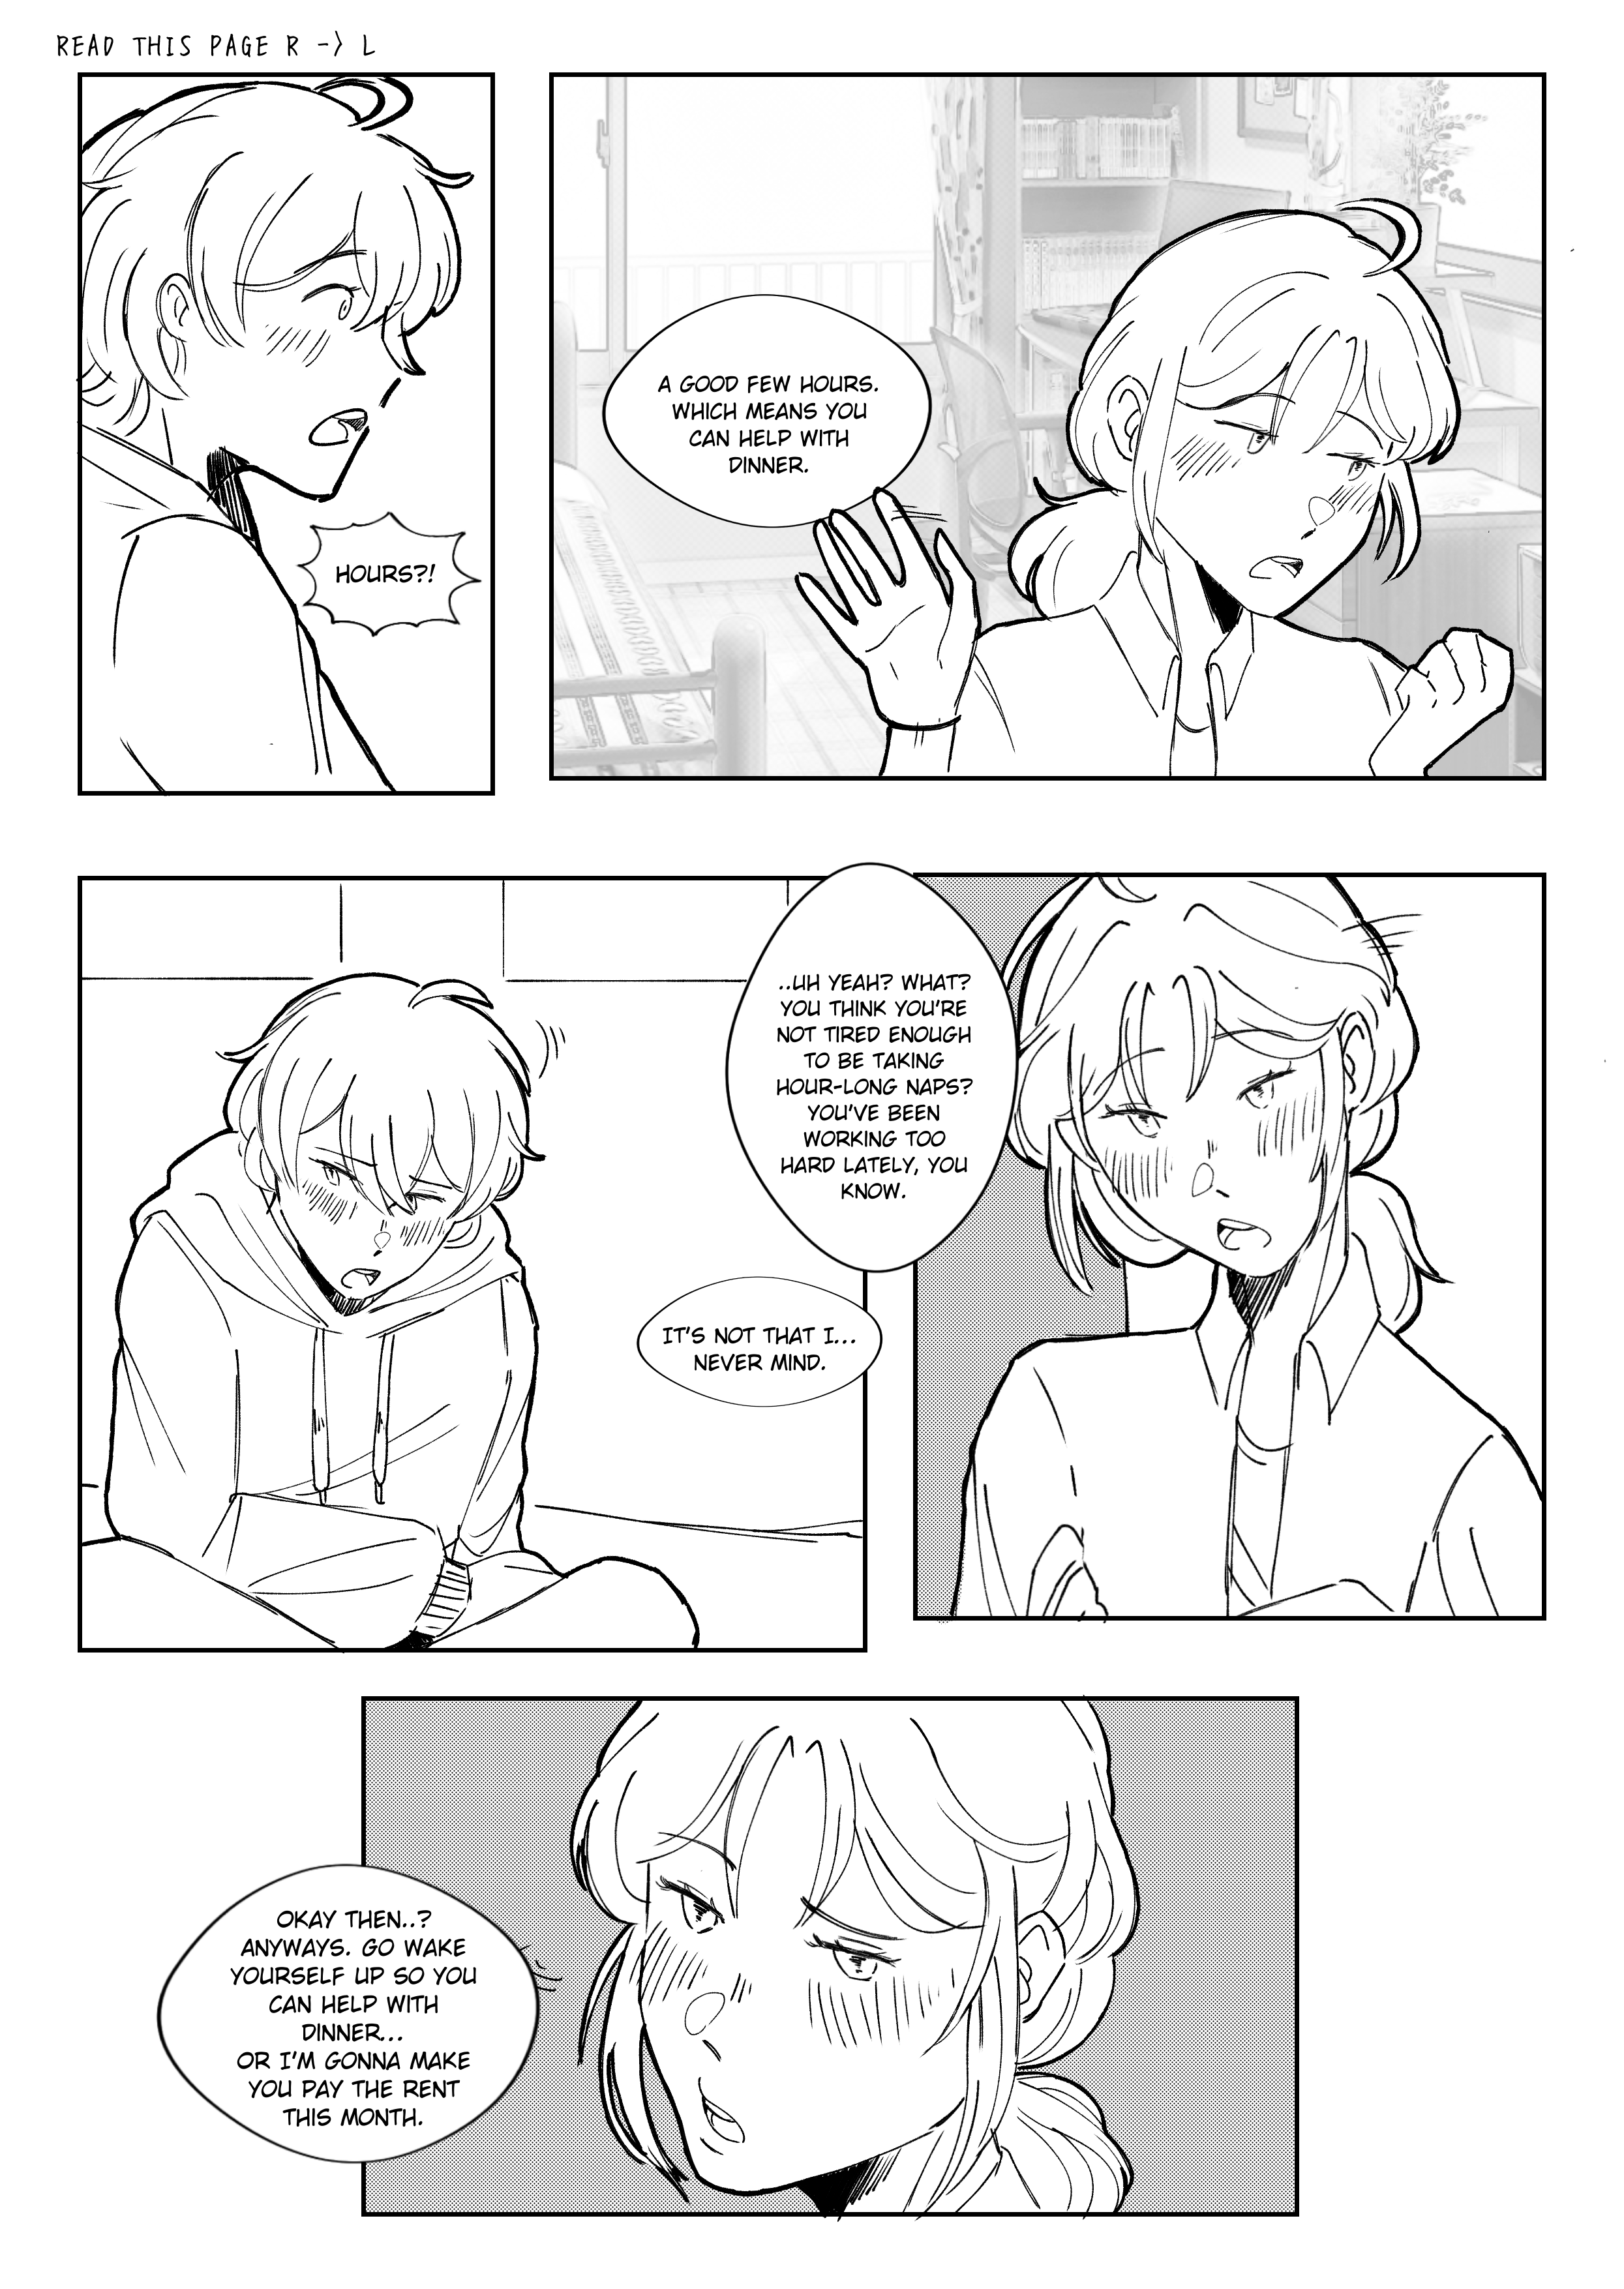 READ THIS PAGE R -> L
A GOOD FEW HOURS.
WHICH MEANS YOU
CAN HELP WITH
DINNER.
HOURS?!
..UH YEAH? WHAT?
YOU THINK YOU'RE
NOT TIRED ENOUGH
TO BE TAKING
HOUR-LONG NAPS?
YOU'VE BEEN
WORKING TOO
HARD LATELY, YOU
KNOW.
IT'S NOT THAT I...
NEVER MIND.
OKAY THEN..?
ANYWAYS. GO WAKE
YOURSELF UP SO YOU
CAN HELP WITH
DINNER...
OR I'M GONNA MAKE
YOU PAY THE RENT
THIS MONTH.